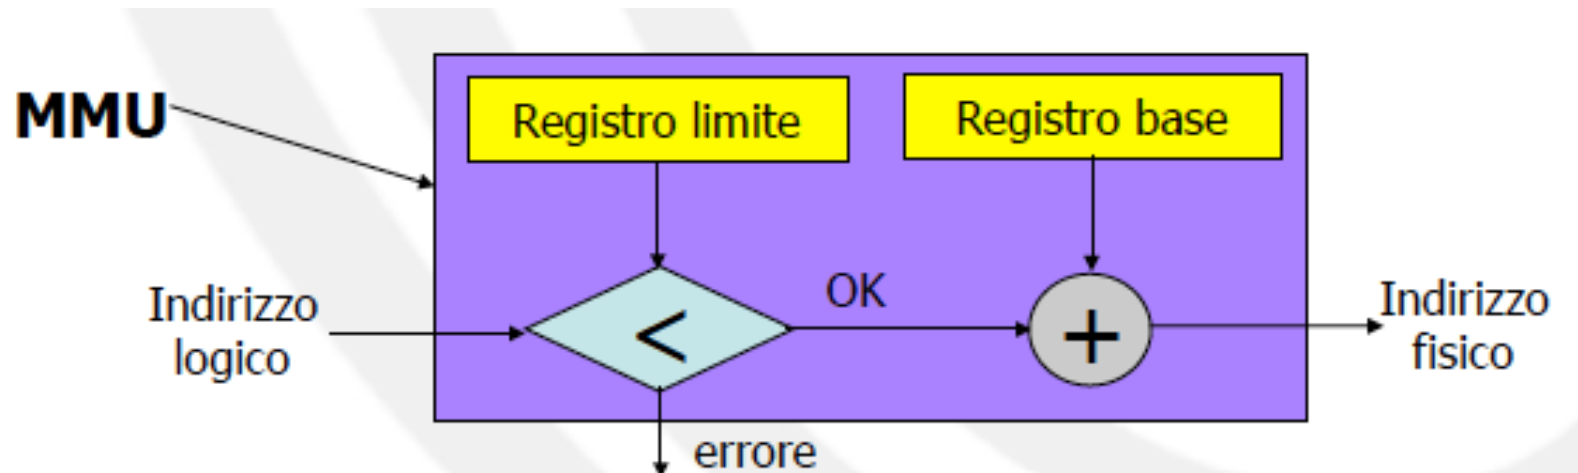 MMU
Registro limite
Registro base
Indirizzo
logico
<
OK
+
Indirizzo
fisico
errore